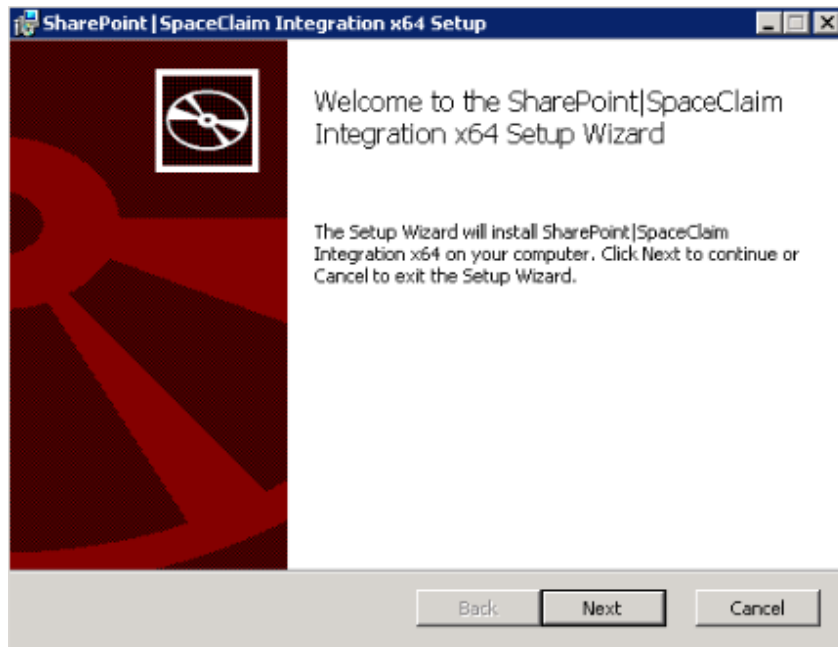 SharePoint|SpaceClaim Integration x64 Setup
Welcome to the SharePoint|SpaceClaim
Integration x64 Setup Wizard
The Setup Wizard will install SharePoint|SpaceClaim
Integration x64 on your computer. Click Next to continue or
Cancel to exit the Setup Wizard.
Back Next Cancel